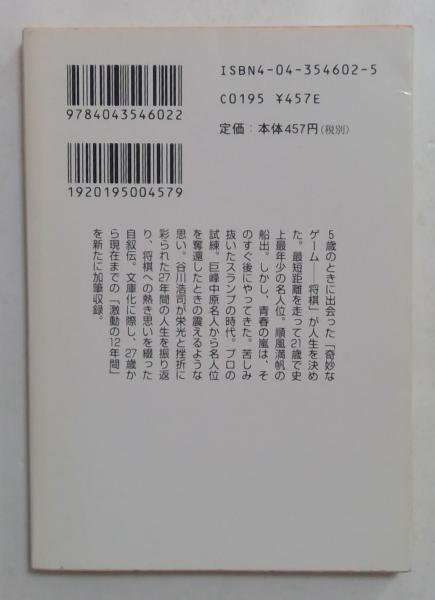 ISBN4-04-354602-5
C0195 ¥457E
定価：本体457円(税別)
9784043546022
1920195004579
5歳のときに出会った「奇妙な
ゲーム——将棋」が人生を決め
た。最短距離を走って21歳で史
上最年少の名人位。順風満帆の
船出。しかし、青春の嵐は、そ
のすぐ後にやってきた。苦しみ
抜いたスランプの時代。プロの
試練。巨峰中原名人から名人位
を奪還したときの震えるような
思い。谷川浩司が栄光と挫折に
彩られた27年間の人生を振り返
り、将棋への熱き思いを綴った
自叙伝。文庫化に際し、27歳か
ら現在までの「激動の12年間」
を新たに加筆収録。